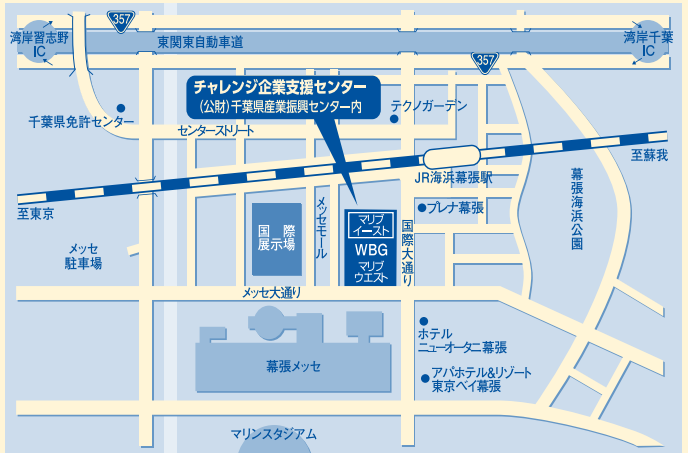 357
湾岸習志野
IC
東関東自動車道
湾岸千葉
IC
357
チャレンジ企業支援センター
(公財)千葉県産業振興センター内
テクノガーデン
千葉県免許センター
センターストリート
至蘇我
JR海浜幕張駅
幕張海浜公園
至東京
メッセモール
マリブ
イースト
WBG
マリブ
ウエスト
プレナ幕張
国際大通り
国際
展示場
メッセ
駐車場
メッセ大通り
ホテル
ニューオータニ幕張
幕張メッセ
アパホテル&リゾート
東京ベイ幕張
マリンスタジアム